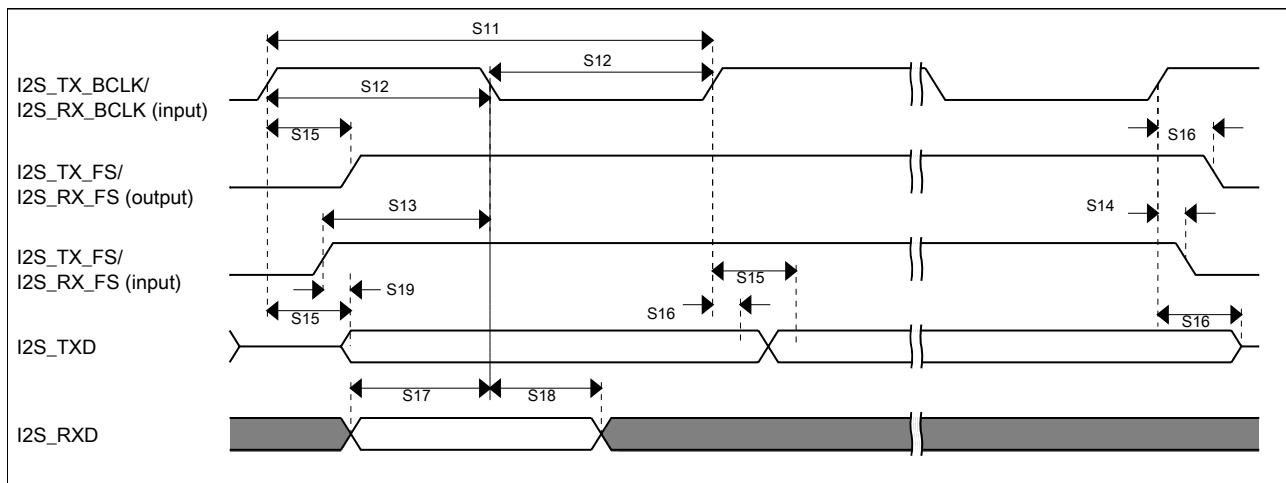 S11
I2S_TX_BCLK/
I2S_RX_BCLK (input)
S12
S12
S15
S16
I2S_TX_FS/
I2S_RX_FS (output)
S13
S14
I2S_TX_FS/
I2S_RX_FS (input)
S15
S19
S15
S16
S16
I2S_TXD
S17
S18
I2S_RXD